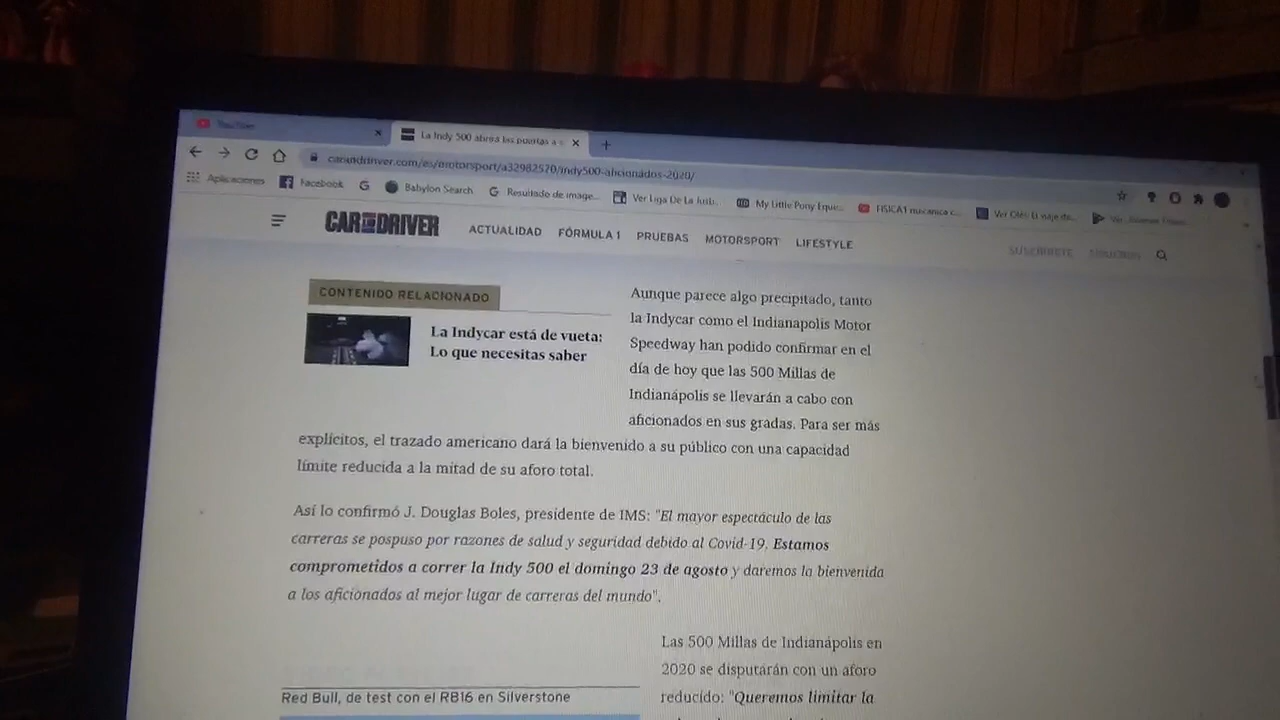 YouTube
La Indy 500 abrirá las puertas a
caranddriver.com/es/motorsport/a32982570/indy500-aficionados-2020/
Aplicaciones
Facebook
Babylon Search
Resultado de image...
Ver Liga De La Justi..
My Little Pony Eque...
FISICA1 mecanica c...
CAR AND DRIVER
ACTUALIDAD FÓRMULA 1 PRUEBAS MOTORSPORT LIFESTYLE
SUSCRÍBETE SÍGUENOS
CONTENIDO RELACIONADO
La Indycar está de vueta:
Lo que necesitas saber
Aunque parece algo precipitado, tanto
la Indycar como el Indianapolis Motor
Speedway han podido confirmar en el
día de hoy que las 500 Millas de
Indianápolis se llevarán a cabo con
aficionados en sus gradas. Para ser más
explícitos, el trazado americano dará la bienvenido a su público con una capacidad
límite reducida a la mitad de su aforo total.
Así lo confirmó J. Douglas Boles, presidente de IMS: "El mayor espectáculo de las
carreras se pospuso por razones de salud y seguridad debido al Covid-19. Estamos
comprometidos a correr la Indy 500 el domingo 23 de agosto y daremos la bienvenida
a los aficionados al mejor lugar de carreras del mundo".
Las 500 Millas de Indianápolis en
2020 se disputarán con un aforo
reducido: "Queremos limitar la
Red Bull, de test con el RB16 en Silverstone